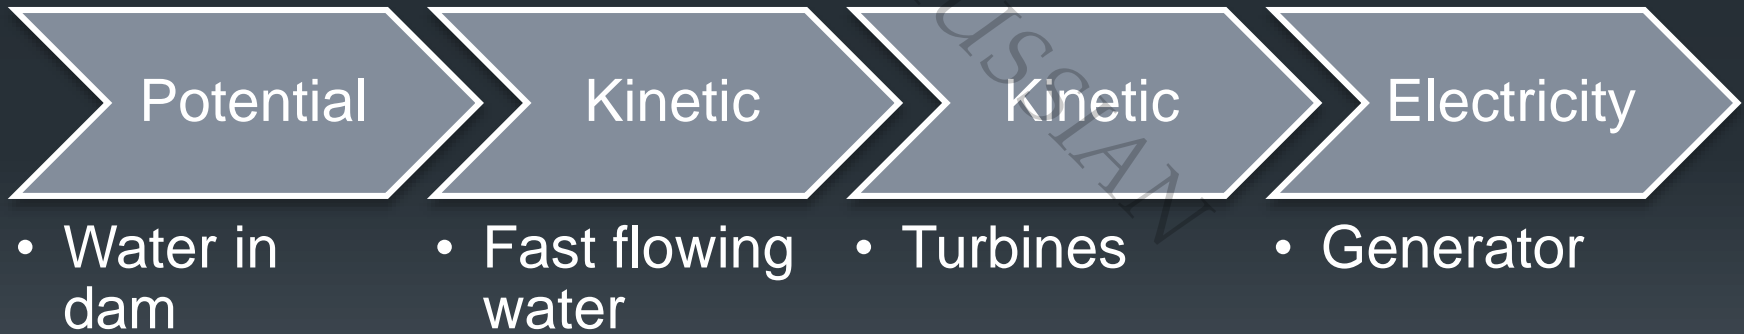 Potential
Kinetic
Kinetic
Electricity
• Water in
dam
• Fast flowing
water
• Turbines
• Generator